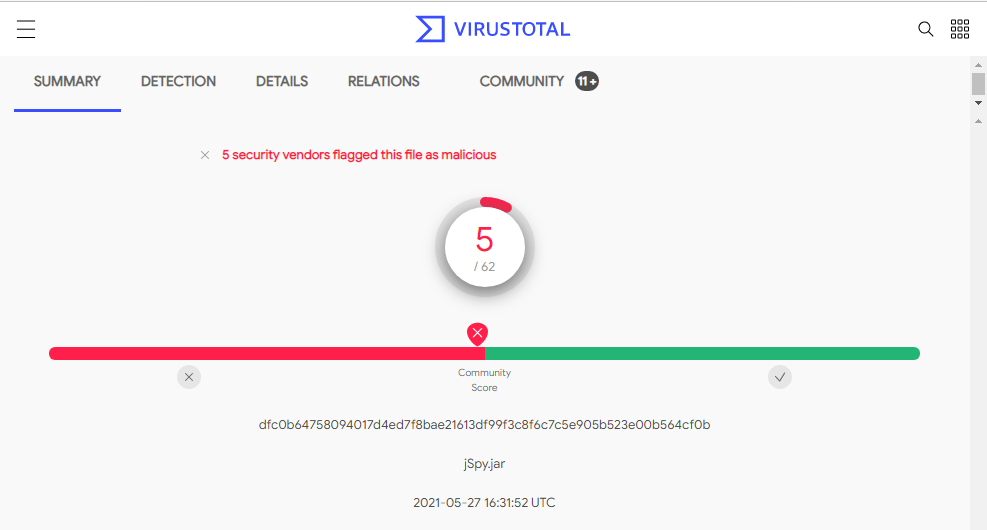 VIRUSTOTAL
SUMMARY DETECTION DETAILS RELATIONS COMMUNITY 11+
5 security vendors flagged this file as malicious
5
/ 62
Community
Score
dfc0b64758094017d4ed7f8bae21613df99f3c8f6c7c5e905b523e00b564cf0b
jSpy.jar
2021-05-27 16:31:52 UTC